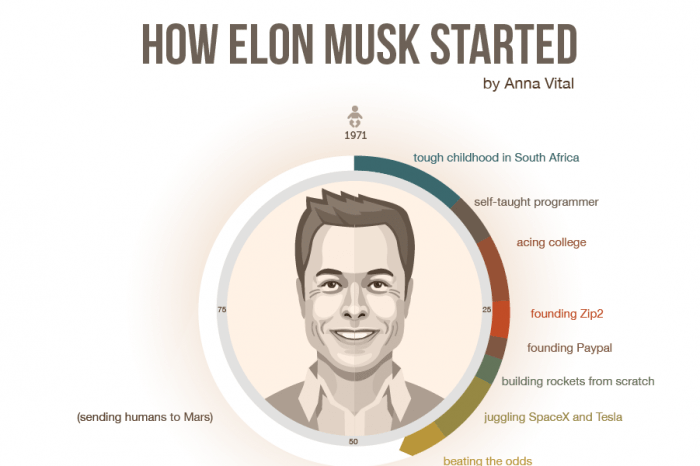 HOW ELON MUSK STARTED
by Anna Vital
1971
tough childhood in South Africa
self-taught programmer
acing college
75
25
founding Zip2
founding Paypal
building rockets from scratch
(sending humans to Mars)
juggling SpaceX and Tesla
50
beating the odds